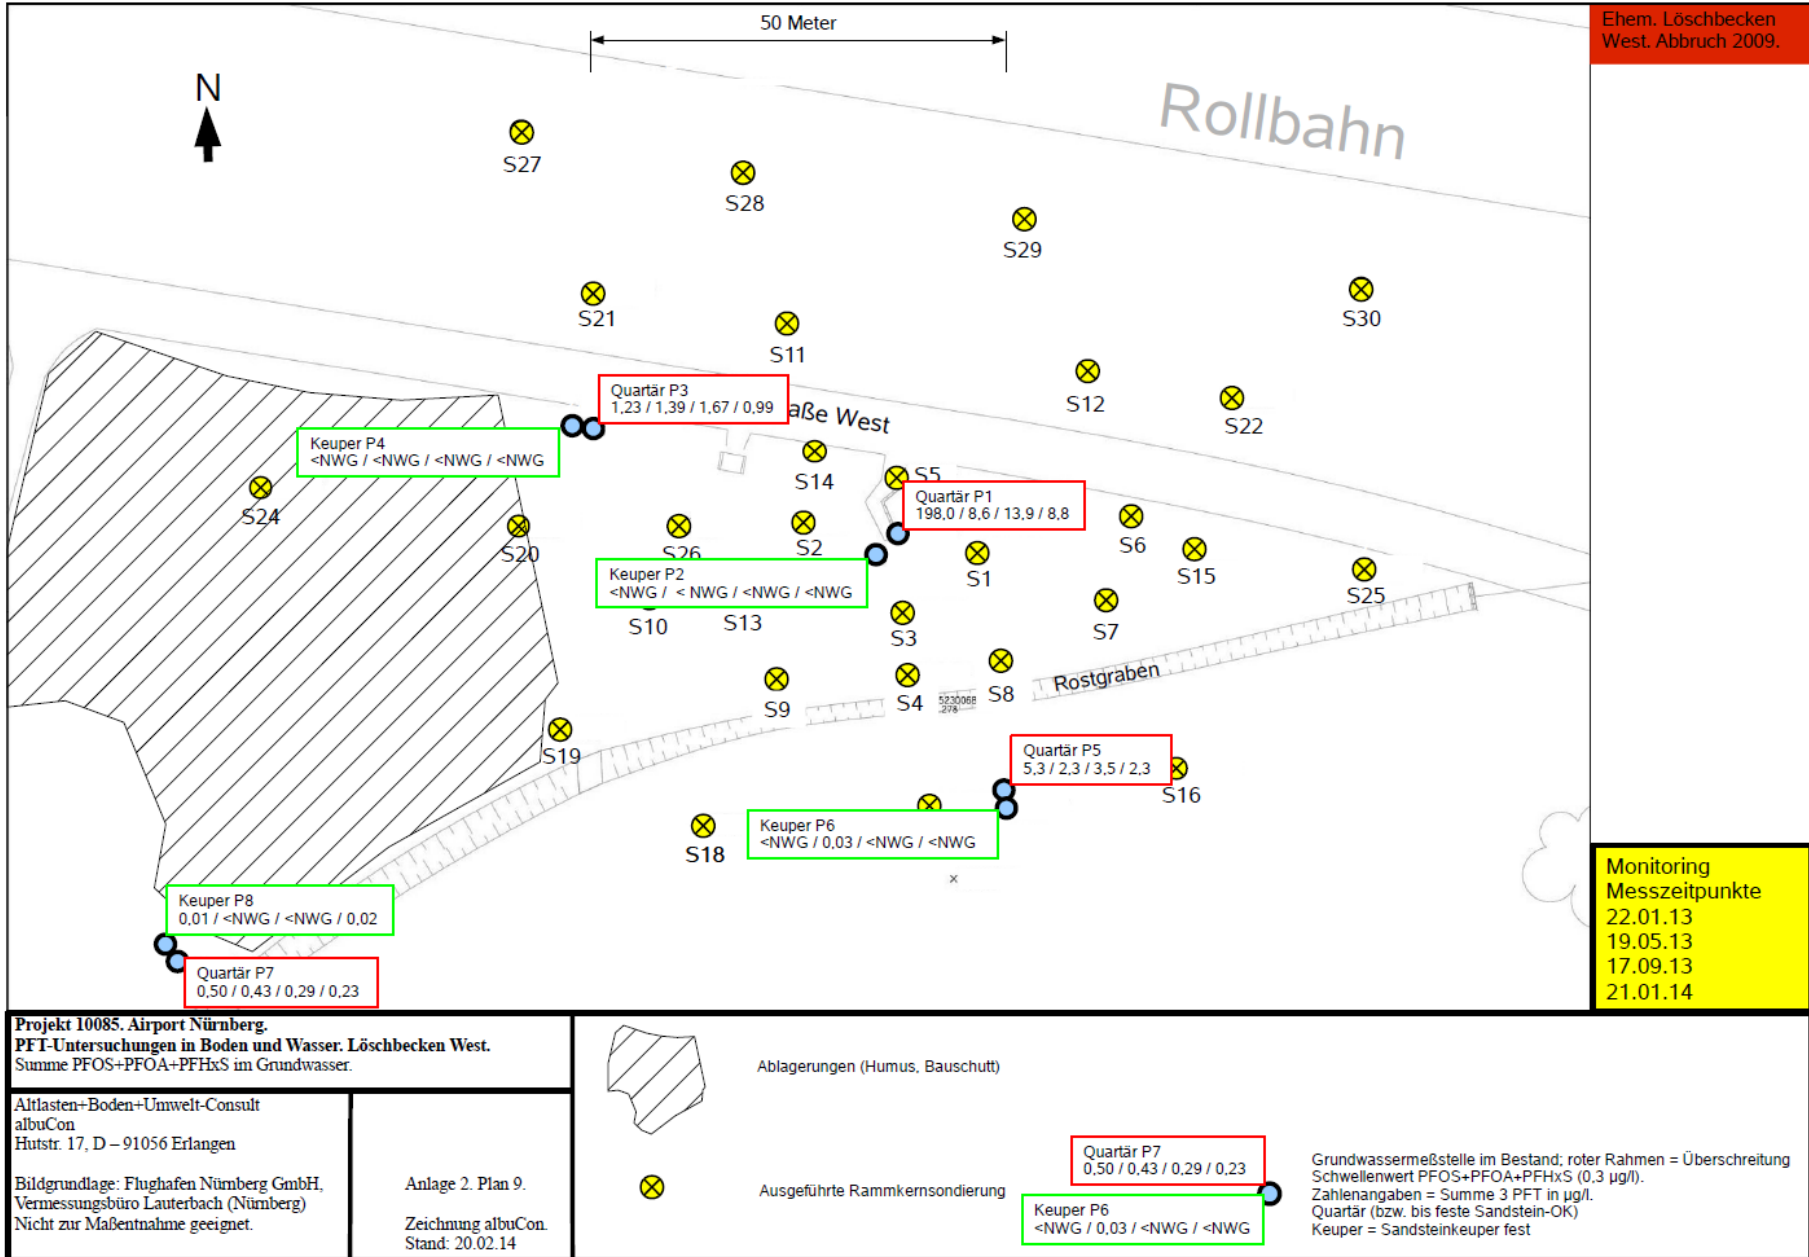 50 Meter
Ehem. Löschbecken
West. Abbruch 2009.
N
Rollbahn
S27
S28
S29
S30
S21
S11
S12
S22
Quartär P3
1,23 / 1,39 / 1,67 / 0,99
aße West
Keuper P4
<NWG / <NWG / <NWG / <NWG
S14
S5
S24
Quartär P1
198,0 / 8,6 / 13,9 / 8,8
S20
S26
S2
S6
S1
S15
Keuper P2
<NWG / < NWG / <NWG / <NWG
S25
S10
S13
S3
S7
Rostgraben
S9
S4
S8
5230068
278
S19
Quartär P5
5,3 / 2,3 / 3,5 / 2,3
S16
Keuper P6
<NWG / 0,03 / <NWG / <NWG
S18
Keuper P8
0,01 / <NWG / <NWG / 0,02
Quartär P7
0,50 / 0,43 / 0,29 / 0,23
Monitoring
Messzeitpunkte
22.01.13
19.05.13
17.09.13
21.01.14
Projekt 10085. Airport Nürnberg.
PFT-Untersuchungen in Boden und Wasser. Löschbecken West.
Summe PFOS+PFOA+PFHxS im Grundwasser.
Altlasten+Boden+Umwelt-Consult
albuCon
Hutstr. 17, D – 91056 Erlangen
Bildgrundlage: Flughafen Nürnberg GmbH,
Vermessungsbüro Lauterbach (Nürnberg)
Nicht zur Maßentnahme geeignet.
Anlage 2. Plan 9.
Zeichnung albuCon.
Stand: 20.02.14
Ablagerungen (Humus, Bauschutt)
Ausgeführte Rammkernsondierung
Quartär P7
0,50 / 0,43 / 0,29 / 0,23
Keuper P6
<NWG / 0,03 / <NWG / <NWG
Grundwassermeßstelle im Bestand; roter Rahmen = Überschreitung
Schwellenwert PFOS+PFOA+PFHxS (0,3 µg/l).
Zahlenangaben = Summe 3 PFT in µg/l.
Quartär (bzw. bis feste Sandstein-OK)
Keuper = Sandsteinkeuper fest